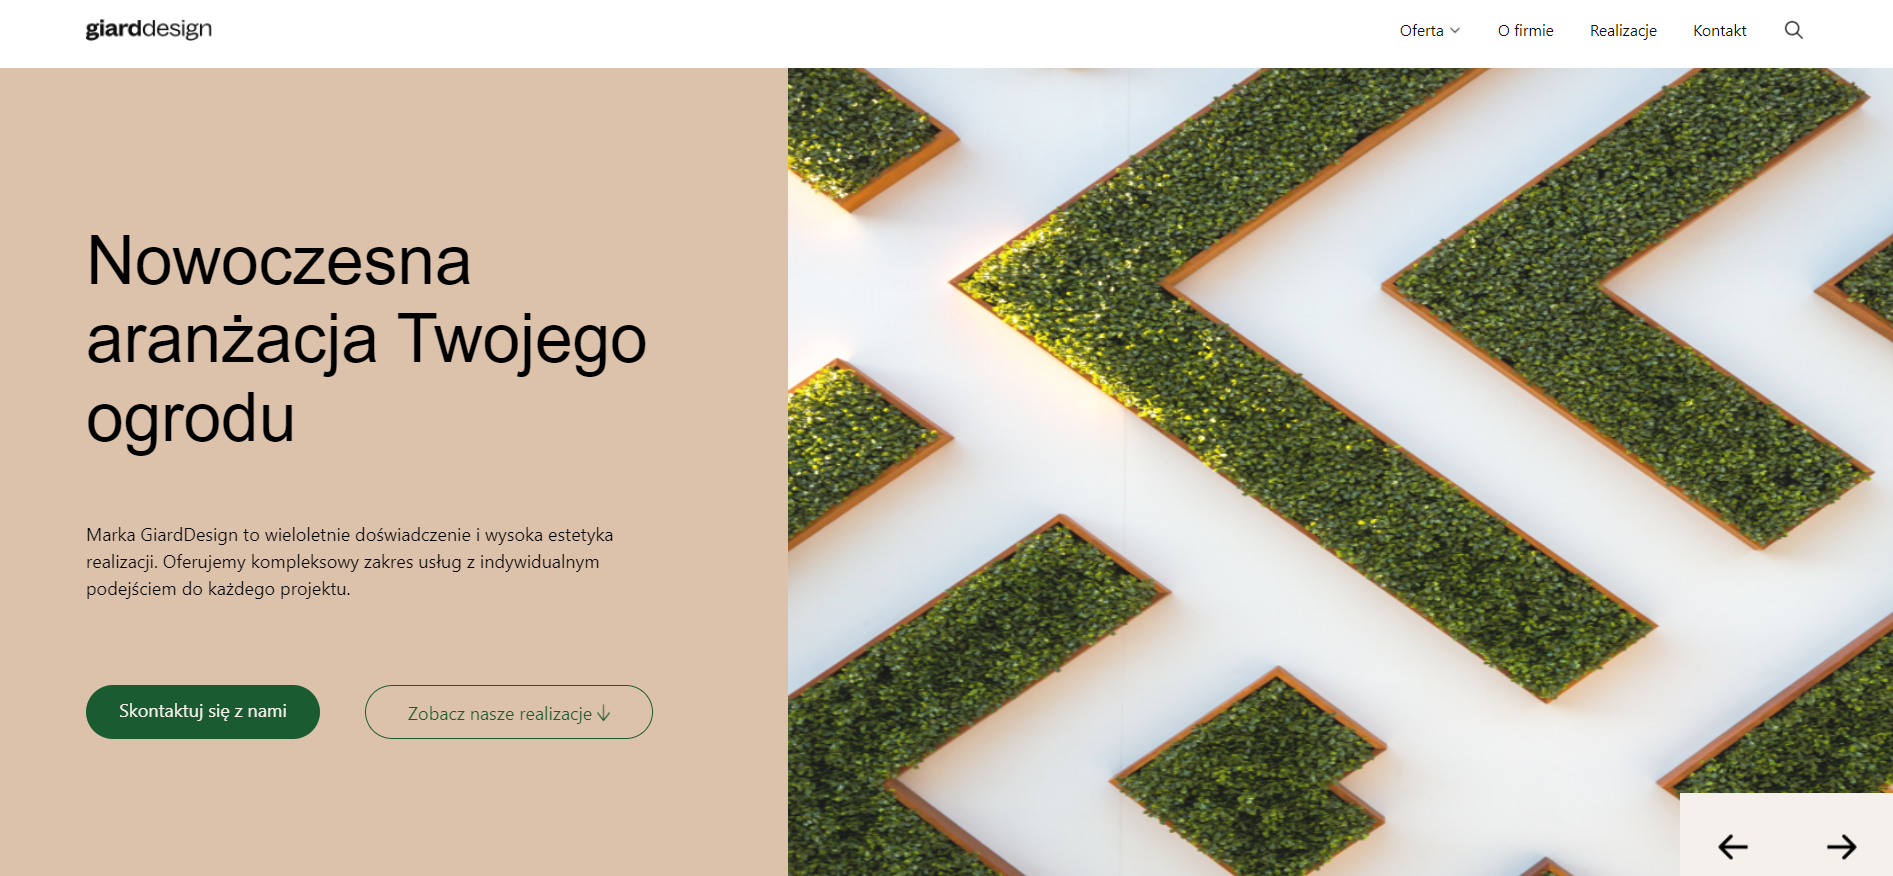 giarddesign
Oferta
O firmie
Realizacje
Kontakt
Nowoczesna
aranżacja Twojego
ogrodu
Marka GiardDesign to wieloletnie doświadczenie i wysoka estetyka
realizacji. Oferujemy kompleksowy zakres usług z indywidualnym
podejściem do każdego projektu.
Skontaktuj się z nami
Zobacz nasze realizacje